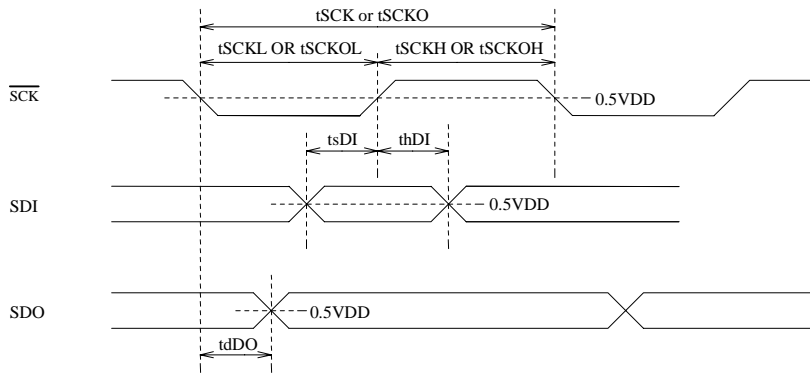 tSCK or tSCKO
tSCKL OR tSCKOL tSCKH OR tSCKOH
SCK
0.5VDD
tsDI thDI
SDI
0.5VDD
SDO
0.5VDD
tdDO